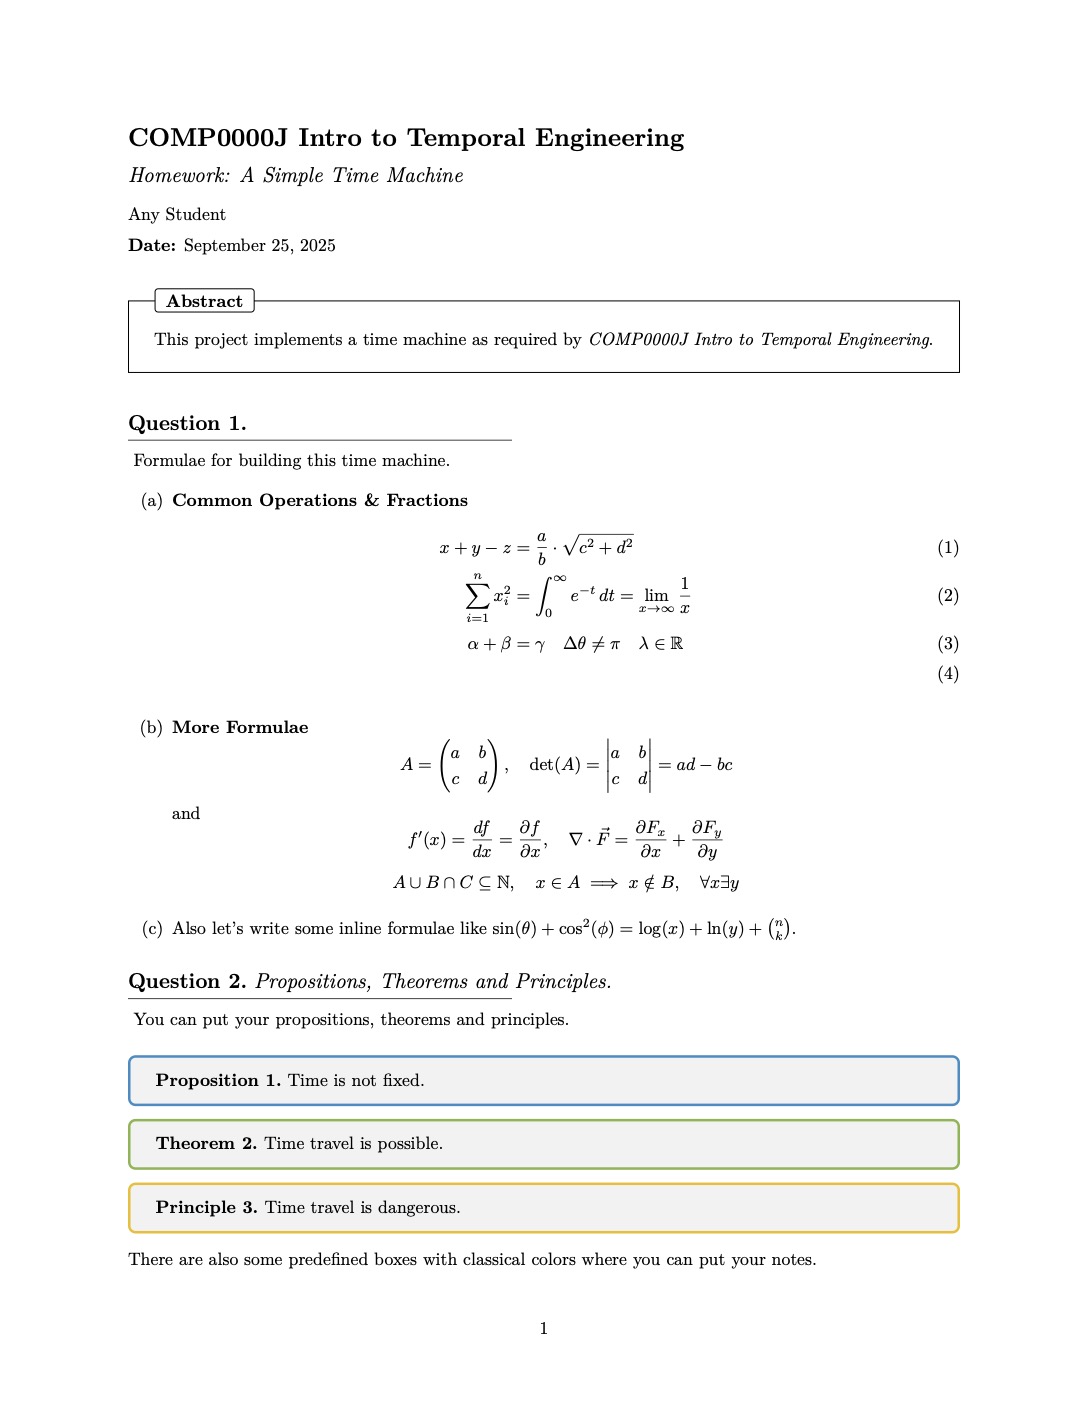 COMP0000J Intro to Temporal Engineering
Homework: A Simple Time Machine
Any Student
Date: September 25, 2025
Abstract
This project implements a time machine as required by COMP0000J Intro to Temporal Engineering.
Question 1.
Formulae for building this time machine.
(a) Common Operations & Fractions
$x + y - z = \frac{a}{b} \cdot \sqrt{c^2 + d^2}$ (1)
$\sum_{i=1}^{n} x_i^2 = \int_0^\infty e^{-t}\, dt = \lim_{x \to \infty} \frac{1}{x}$ (2)
$\alpha + \beta = \gamma \quad \Delta\theta \neq \pi \quad \lambda \in \mathbb{R}$ (3)
(4)
(b) More Formulae
$A = \begin{pmatrix} a & b \\ c & d \end{pmatrix}, \quad \det(A) = \begin{vmatrix} a & b \\ c & d \end{vmatrix} = ad - bc$
and
$f'(x) = \frac{df}{dx} = \frac{\partial f}{\partial x}, \quad \nabla \cdot \vec{F} = \frac{\partial F_x}{\partial x} + \frac{\partial F_y}{\partial y}$
$A \cup B \cap C \subseteq \mathbb{N}, \quad x \in A \implies x \notin B, \quad \forall x \exists y$
(c) Also let's write some inline formulae like $\sin(\theta) + \cos^2(\phi) = \log(x) + \ln(y) + \binom{n}{k}$.
Question 2. Propositions, Theorems and Principles.
You can put your propositions, theorems and principles.
Proposition 1. Time is not fixed.
Theorem 2. Time travel is possible.
Principle 3. Time travel is dangerous.
There are also some predefined boxes with classical colors where you can put your notes.
1